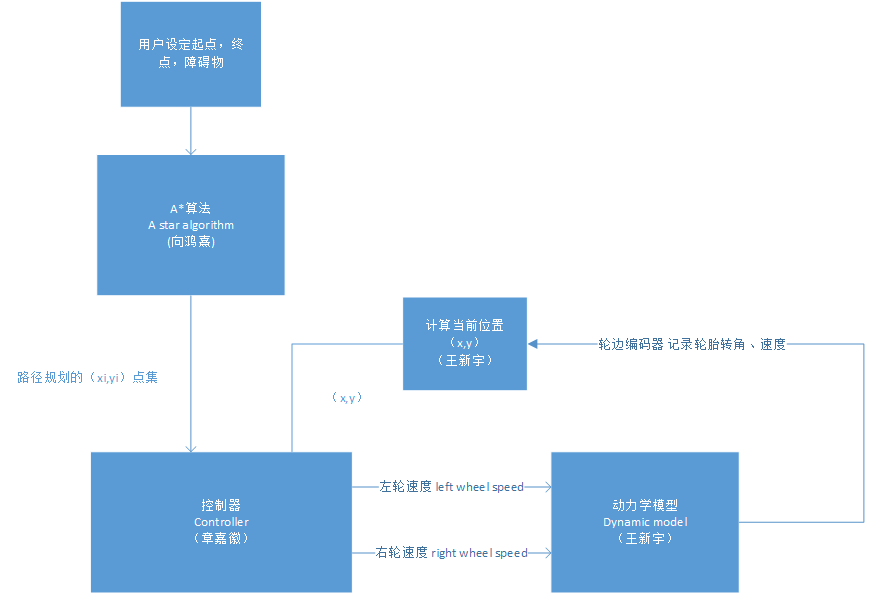 用户设定起点，终
点，障碍物
A*算法
A star algorithm
(向鸿熹)
计算当前位置
（x,y）
（王新宇）
轮边编码器 记录轮胎转角、速度
路径规划的（xi,yi）点集
（x,y）
控制器
Controller
（章嘉徽）
左轮速度 left wheel speed
右轮速度 right wheel speed
动力学模型
Dynamic model
（王新宇）